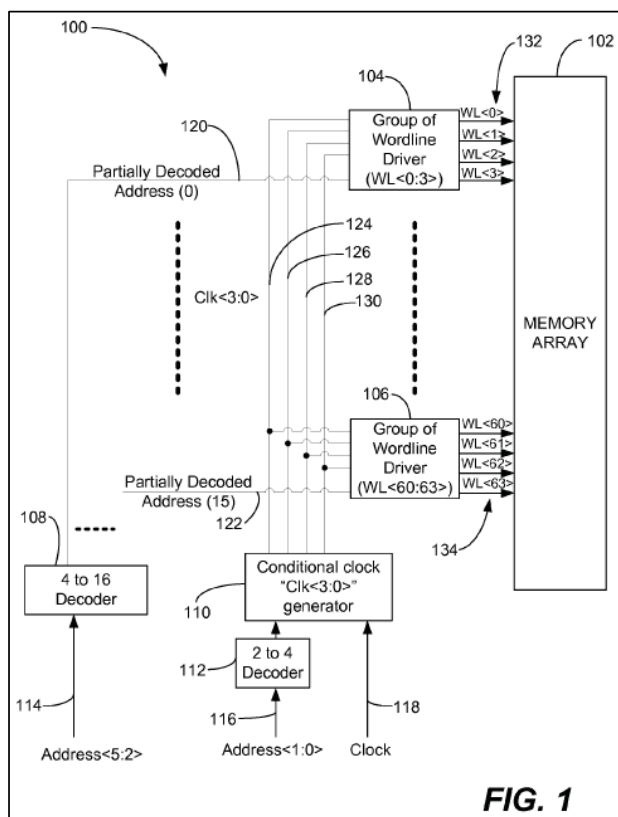 100
132
102
104
WL<0>
WL<1>
WL<2>
WL<3>
Group of
Wordline
Driver
(WL<0:3>)
120
Partially Decoded
Address (0)
124
126
128
130
Clk<3:0>
MEMORY
ARRAY
106
WL<60>
WL<61>
WL<62>
WL<63>
Group of
Wordline
Driver
(WL<60:63>)
Partially Decoded
Address (15)
122
134
108
4 to 16
Decoder
Conditional clock
"Clk<3:0>"
generator
110
112
2 to 4
Decoder
114
116
118
Address<5:2>
Address<1:0>
Clock
FIG. 1